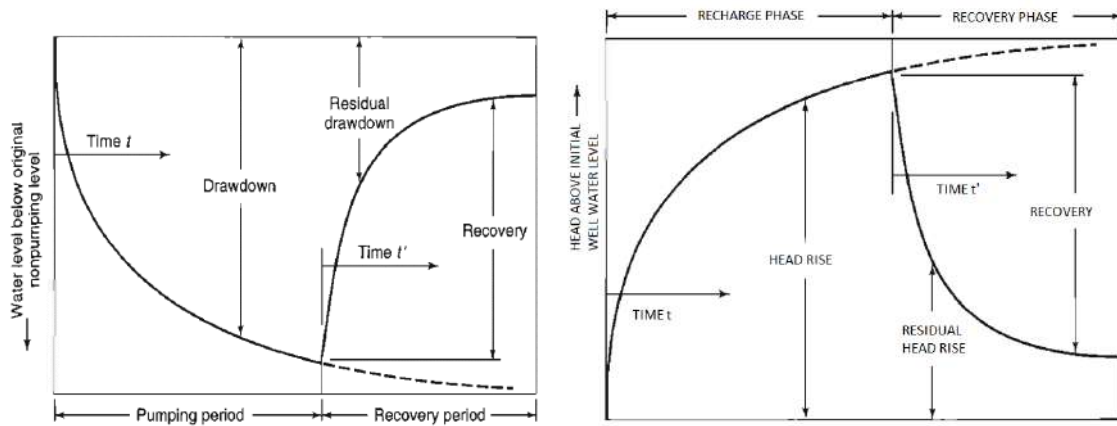 Water level below original
nonpumping level
Time t
Drawdown
Residual
drawdown
Time t'
Recovery
Pumping period
Recovery period
RECHARGE PHASE
RECOVERY PHASE
HEAD ABOVE INITIAL
WELL WATER LEVEL
TIME t
HEAD RISE
TIME t'
RECOVERY
RESIDUAL
HEAD RISE